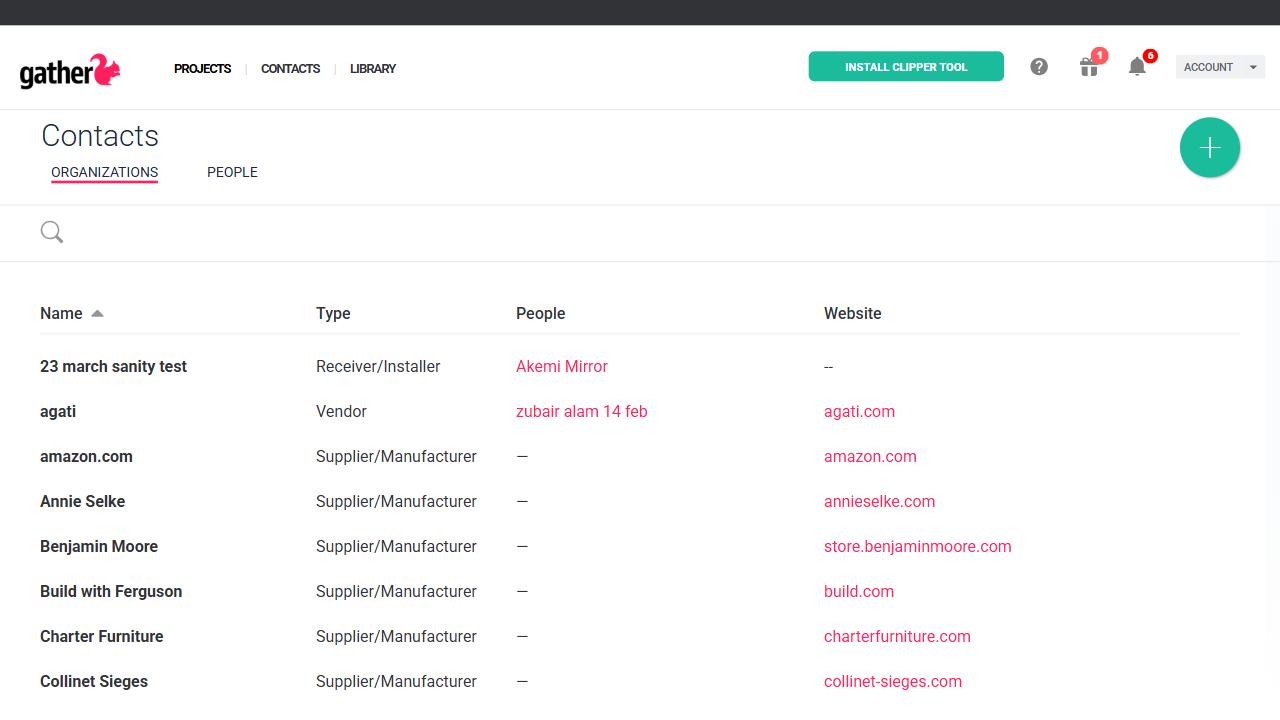 gather
PROJECTS | CONTACTS | LIBRARY
INSTALL CLIPPER TOOL
?
1
6
ACCOUNT
Contacts
ORGANIZATIONS PEOPLE
Name Type People Website
23 march sanity test Receiver/Installer Akemi Mirror --
agati Vendor zubair alam 14 feb agati.com
amazon.com Supplier/Manufacturer — amazon.com
Annie Selke Supplier/Manufacturer — annieselke.com
Benjamin Moore Supplier/Manufacturer — store.benjaminmoore.com
Build with Ferguson Supplier/Manufacturer — build.com
Charter Furniture Supplier/Manufacturer — charterfurniture.com
Collinet Sieges Supplier/Manufacturer — collinet-sieges.com